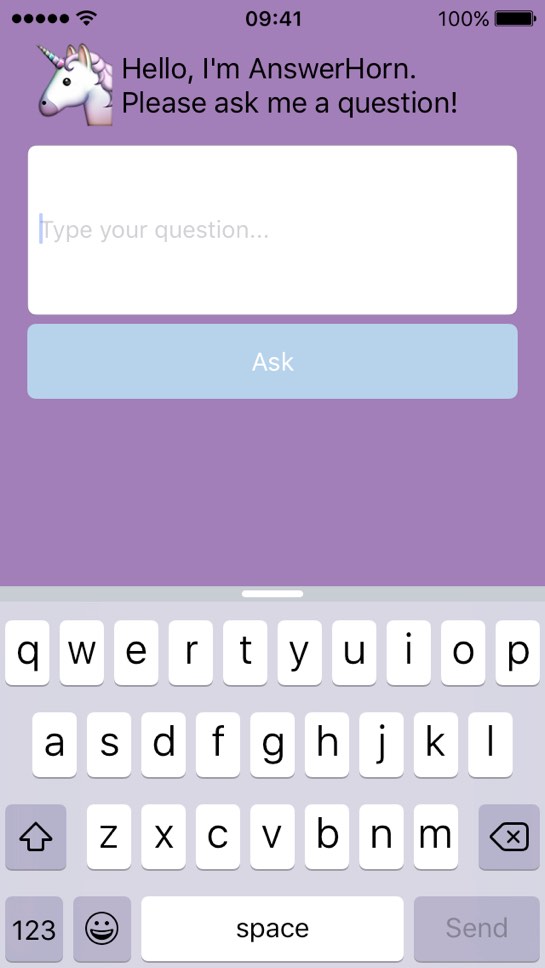 09:41 100%
Hello, I'm AnswerHorn.
Please ask me a question!
Type your question...
Ask
q w e r t y u i o p
a s d f g h j k l
z x c v b n m
123 space Send